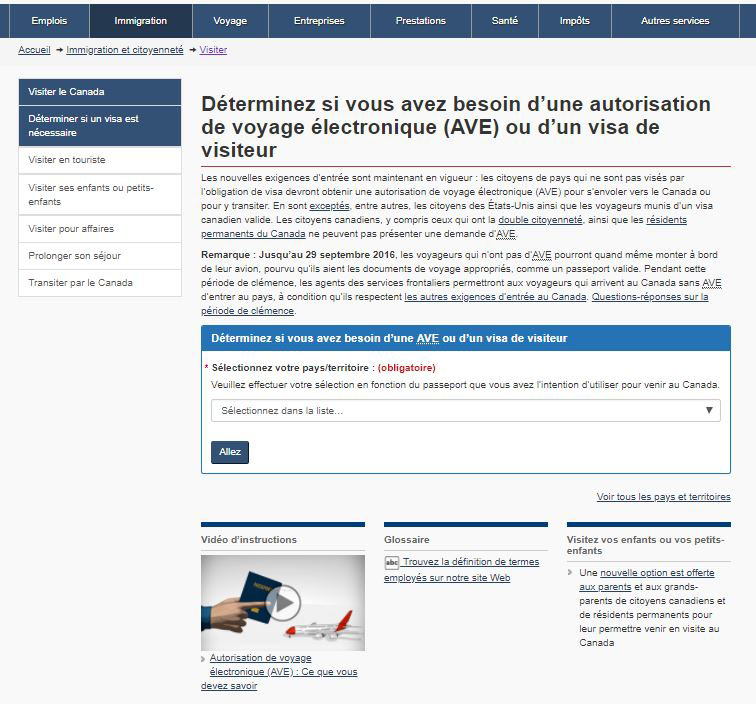 Emplois Immigration Voyage Entreprises Prestations Santé Impôts Autres services
Accueil → Immigration et citoyenneté → Visiter
Visiter le Canada
Déterminer si un visa est
nécessaire
Visiter en touriste
Visiter ses enfants ou petits-
enfants
Visiter pour affaires
Prolonger son séjour
Transiter par le Canada
Déterminez si vous avez besoin d’une autorisation
de voyage électronique (AVE) ou d’un visa de
visiteur
Les nouvelles exigences d’entrée sont maintenant en vigueur : les citoyens de pays qui ne sont pas visés par
l’obligation de visa devront obtenir une autorisation de voyage électronique (AVE) pour s’envoler vers le Canada ou
pour y transiter. En sont exceptés, entre autres, les citoyens des États-Unis ainsi que les voyageurs munis d’un visa
canadien valide. Les citoyens canadiens, y compris ceux qui ont la double citoyenneté, ainsi que les résidents
permanents du Canada ne peuvent pas présenter une demande d’AVE.
Remarque : Jusqu’au 29 septembre 2016, les voyageurs qui n’ont pas d’AVE pourront quand même monter à bord
de leur avion, pourvu qu’ils aient les documents de voyage appropriés, comme un passeport valide. Pendant cette
période de clémence, les agents des services frontaliers permettront aux voyageurs qui arrivent au Canada sans AVE
d’entrer au pays, à condition qu’ils respectent les autres exigences d’entrée au Canada. Questions-réponses sur la
période de clémence.
Déterminez si vous avez besoin d’une AVE ou d’un visa de visiteur
* Sélectionnez votre pays/territoire : (obligatoire)
Veuillez effectuer votre sélection en fonction du passeport que vous avez l’intention d’utiliser pour venir au Canada.
Sélectionnez dans la liste...
Allez
Voir tous les pays et territoires
Vidéo d’instructions
Autorisation de voyage
électronique (AVE) : Ce que vous
devez savoir
Glossaire
abc Trouvez la définition de termes
employés sur notre site Web
Visitez vos enfants ou vos petits-
enfants
Une nouvelle option est offerte
aux parents et aux grands-
parents de citoyens canadiens et
de résidents permanents pour
leur permettre venir en visite au
Canada